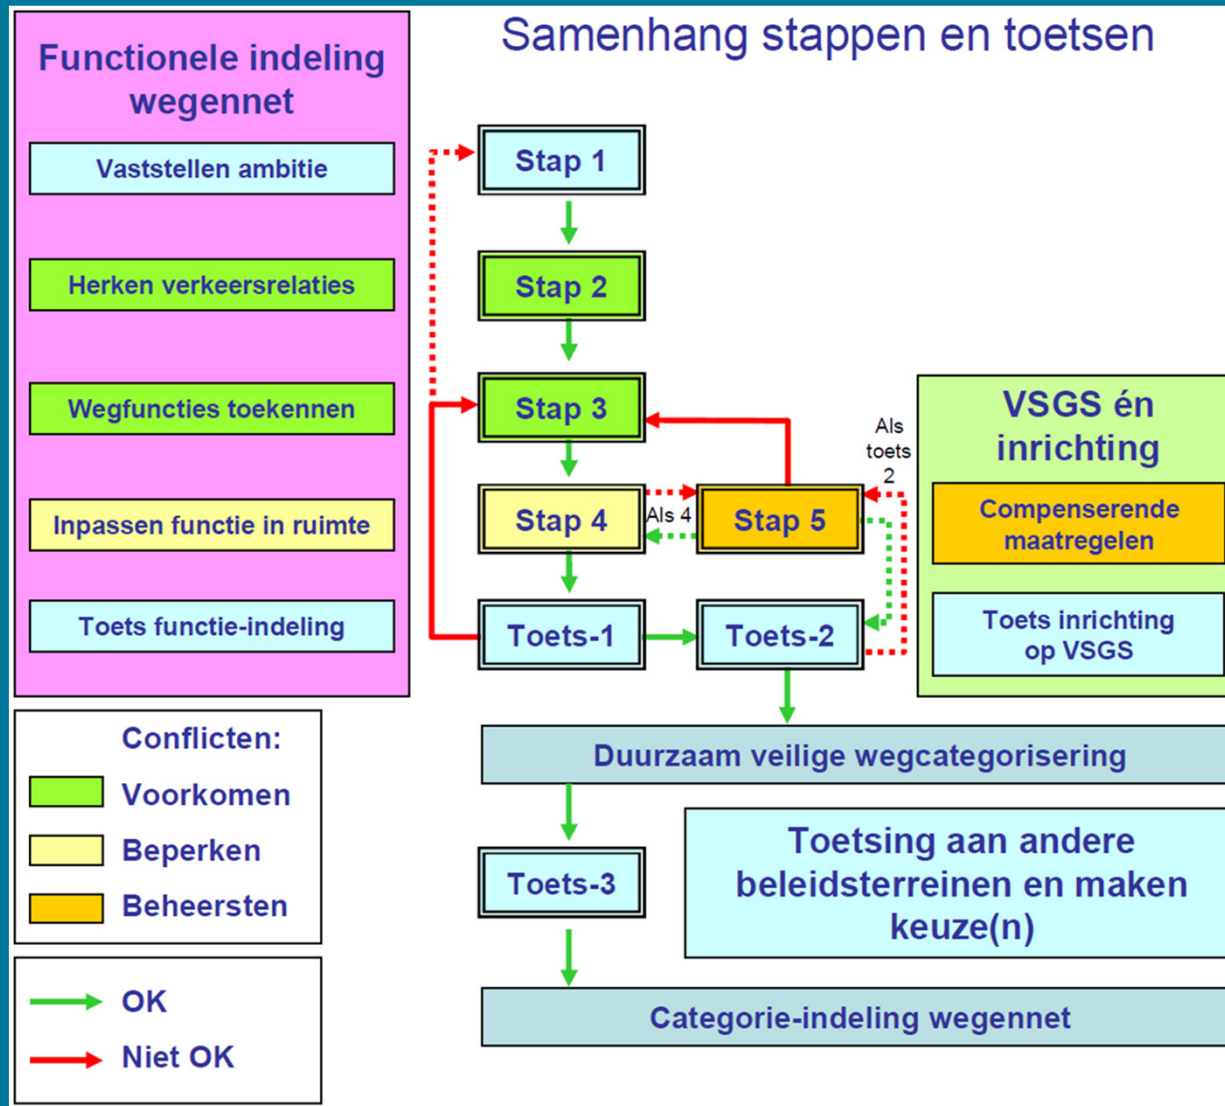 Samenhang stappen en toetsen
Functionele indeling
wegennet
Vaststellen ambitie
Herken verkeersrelaties
Wegfuncties toekennen
Inpassen functie in ruimte
Toets functie-indeling
Stap 1
Stap 2
Stap 3
Stap 4
Als 4
Stap 5
Als
toets
2
Toets-1
Toets-2
VSGS én
inrichting
Compenserende
maatregelen
Toets inrichting
op VSGS
Conflicten:
Voorkomen
Beperken
Beheersten
OK
Niet OK
Duurzaam veilige wegcategorisering
Toets-3
Toetsing aan andere
beleidsterreinen en maken
keuze(n)
Categorie-indeling wegennet